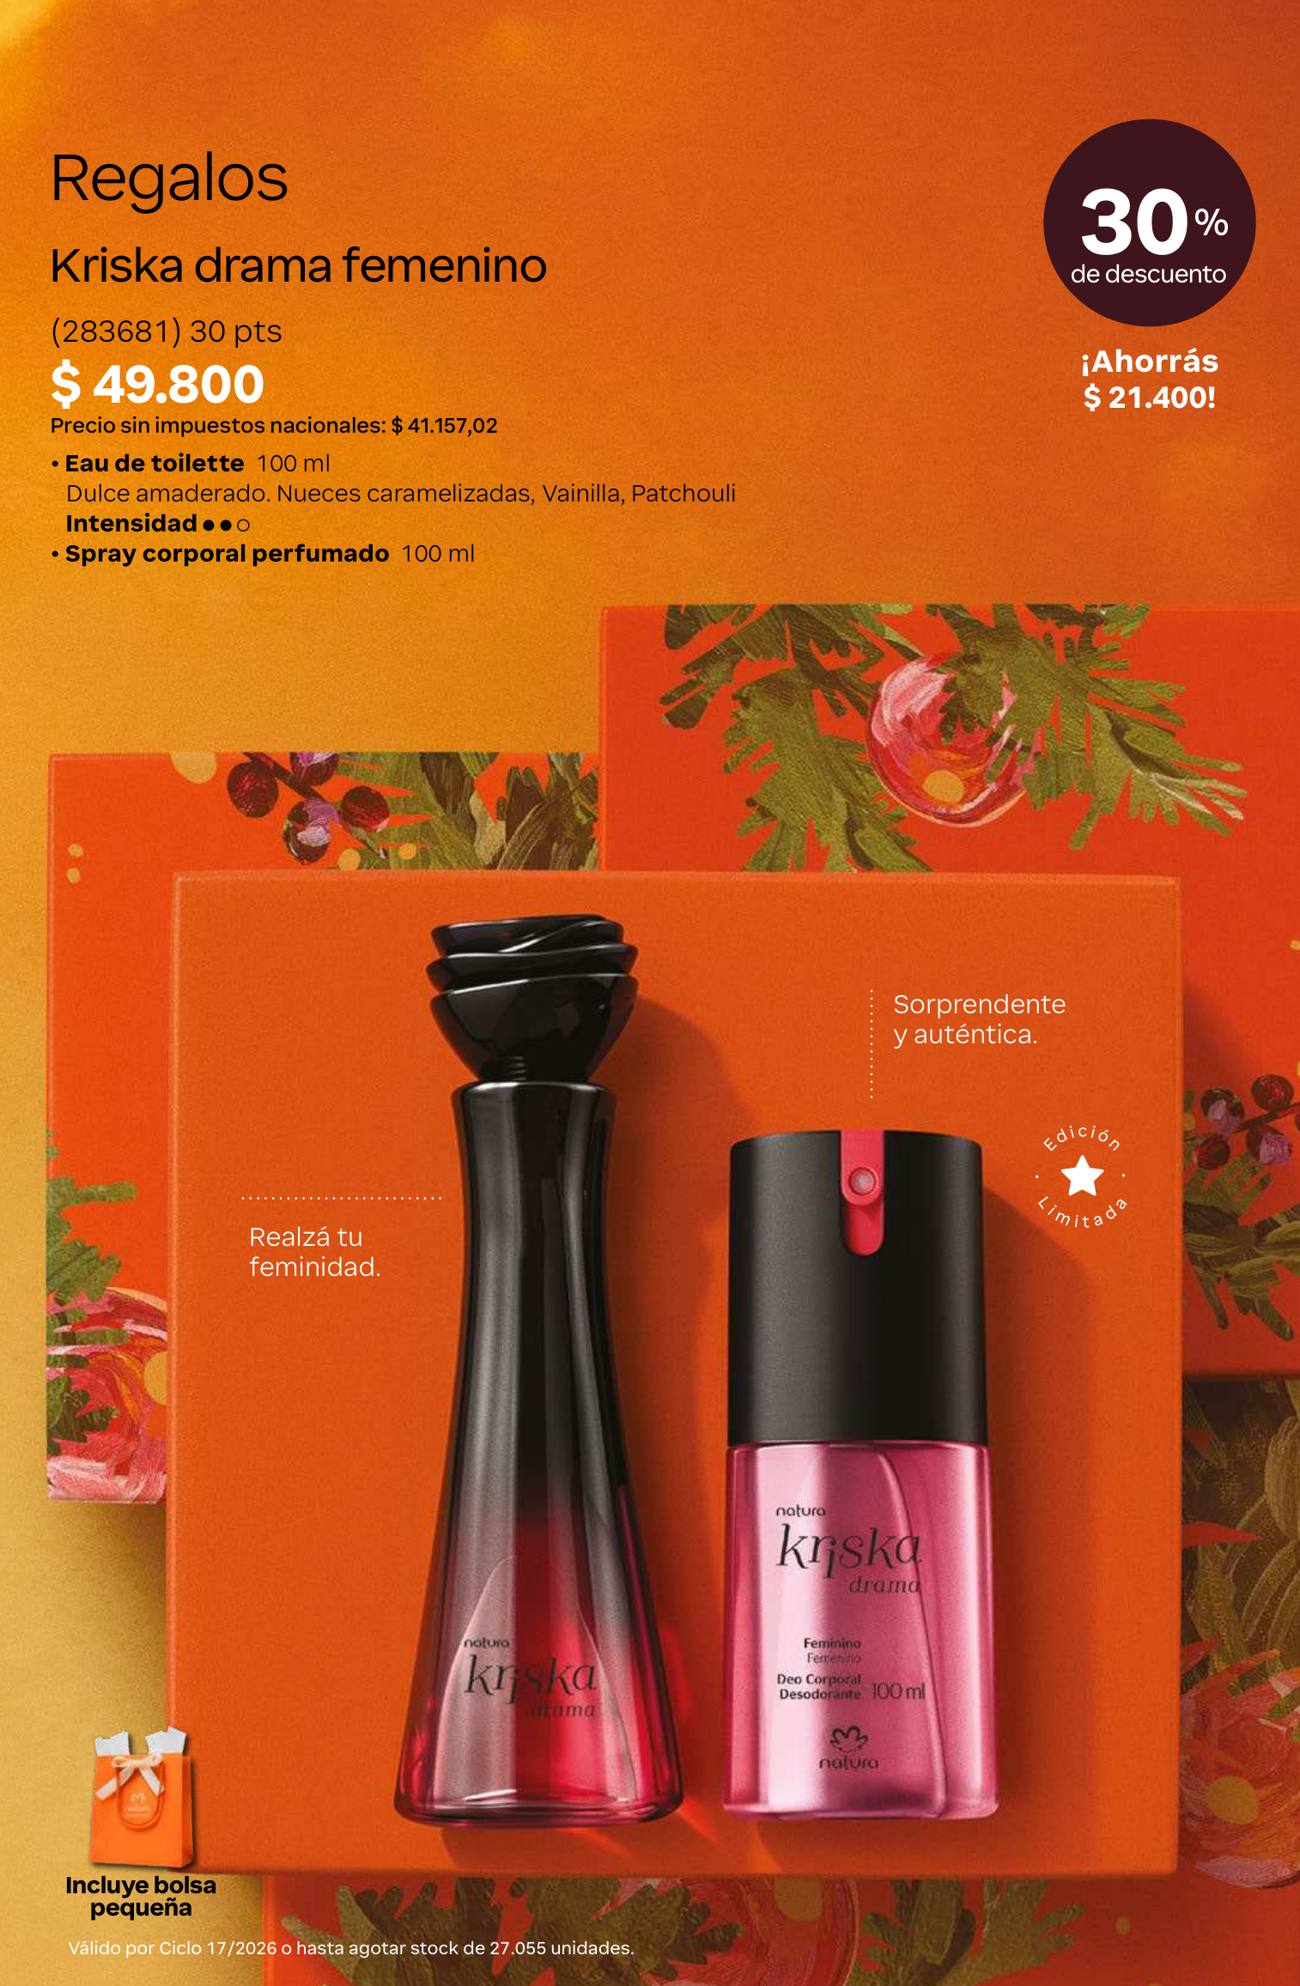 Regalos
Kriska drama femenino
(283681) 30 pts
$ 49.800
Precio sin impuestos nacionales: $ 41.157,02
• Eau de toilette 100 ml
Dulce amaderado. Nueces caramelizadas, Vainilla, Patchouli
Intensidad ●●○
• Spray corporal perfumado 100 ml
30%
de descuento
¡Ahorrás
$ 21.400!
Sorprendente
y auténtica.
Edición
Limitada
Realzá tu
feminidad.
natura
kriska
drama
natura
kriska
drama
Feminino
Femenino
Deo Corporal
Desodorante 100 ml
natura
natura
Incluye bolsa
pequeña
Válido por Ciclo 17/2026 o hasta agotar stock de 27.055 unidades.